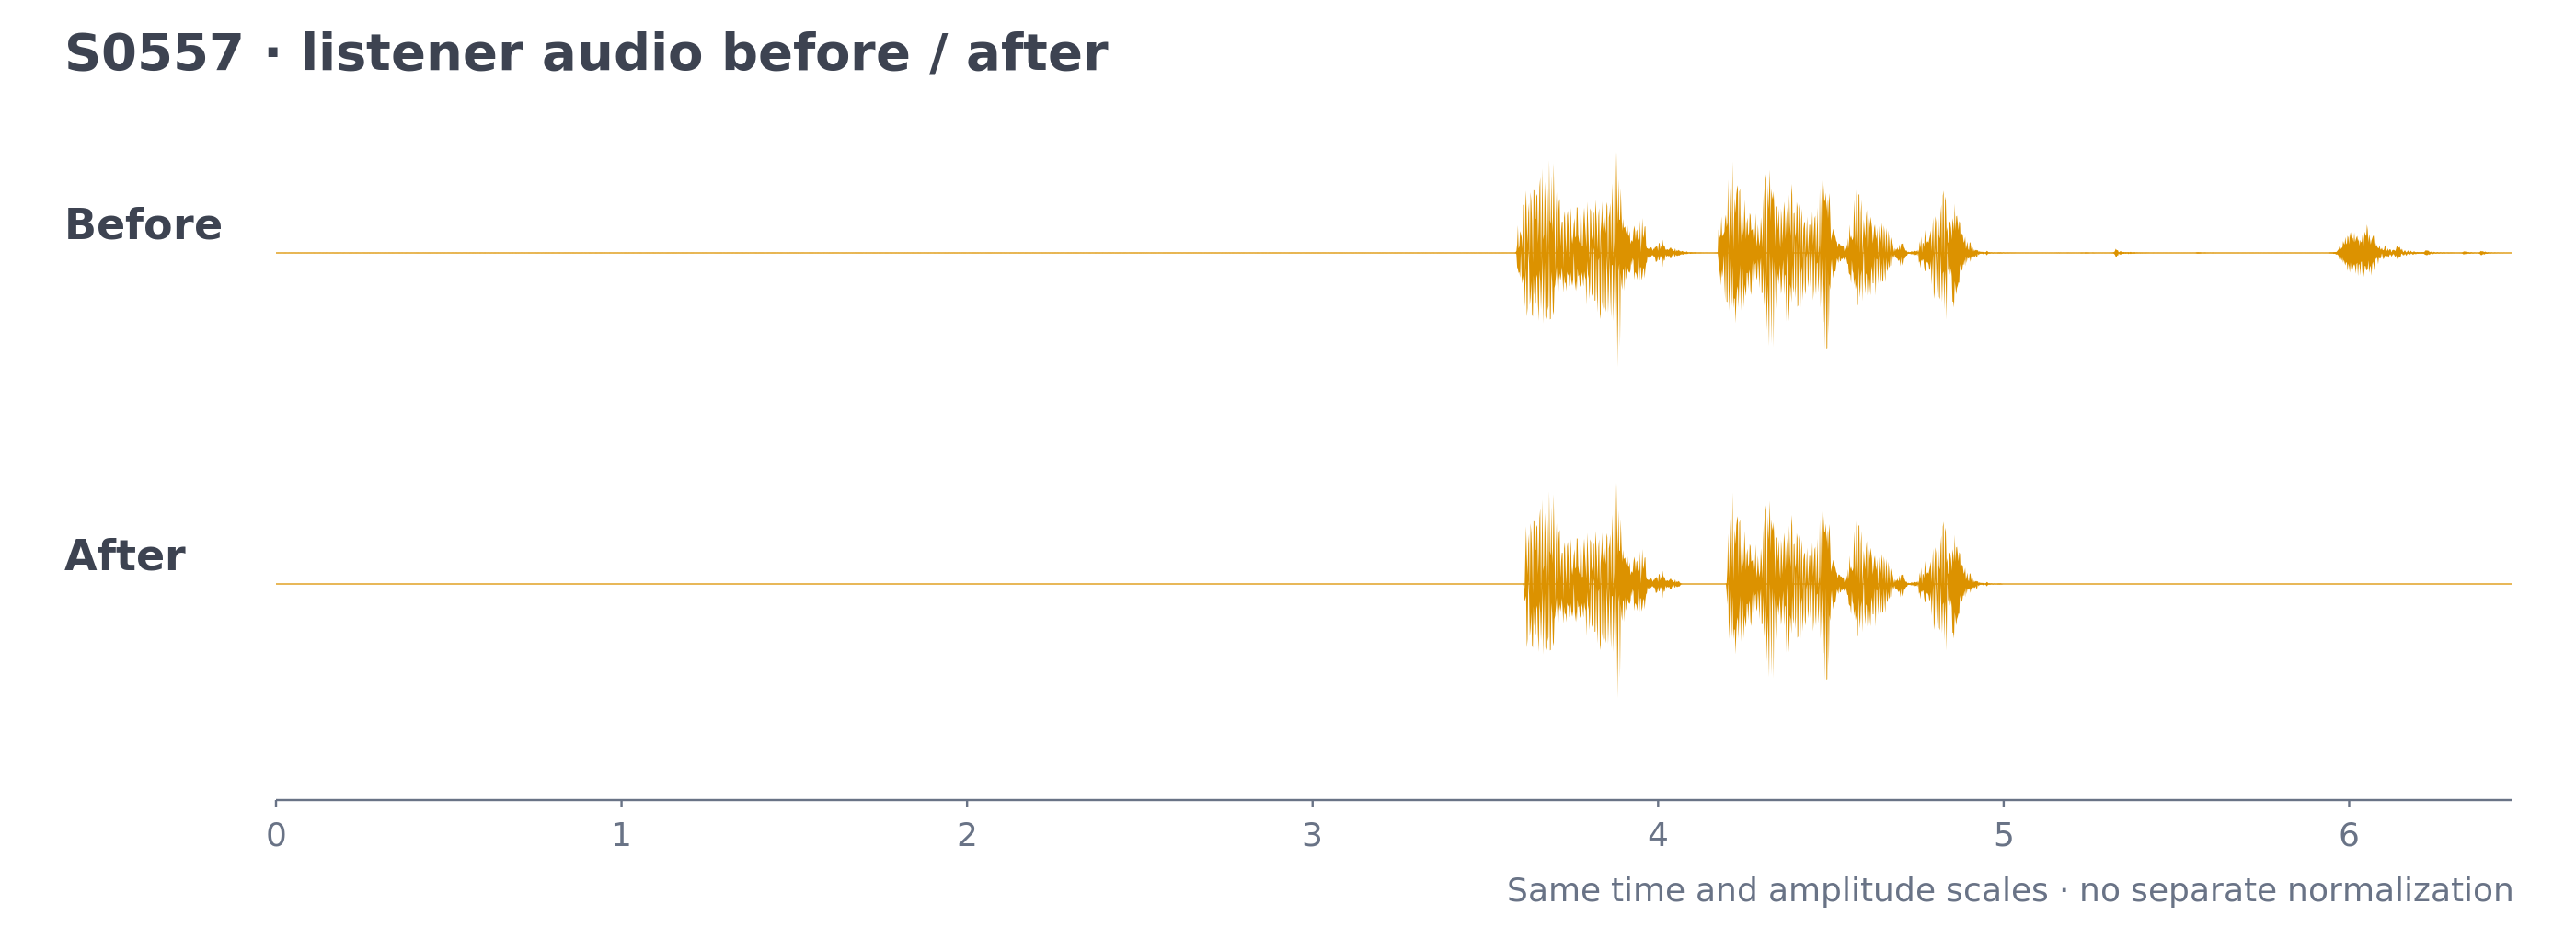 S0557 · listener audio before / after
Before
After
0 1 2 3 4 5 6
Same time and amplitude scales · no separate normalization